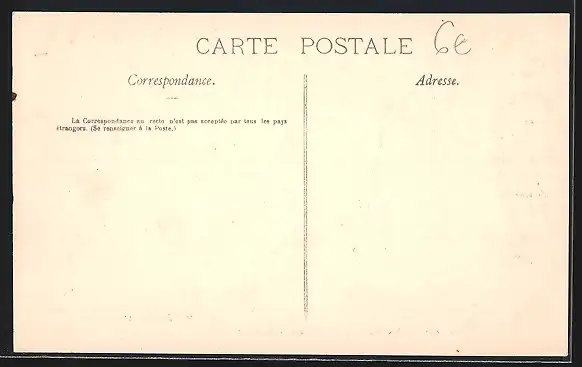 CARTE POSTALE 6€
Correspondance.
Adresse.
La Correspondance au recto n'est pas acceptée par tous les pays
étrangers. (Se renseigner à la Poste.)